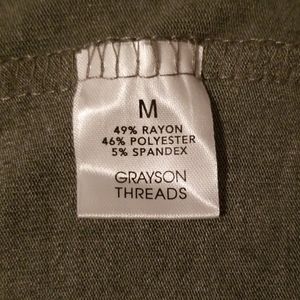 M
49% RAYON
46% POLYESTER
5% SPANDEX
GRAYSON
THREADS